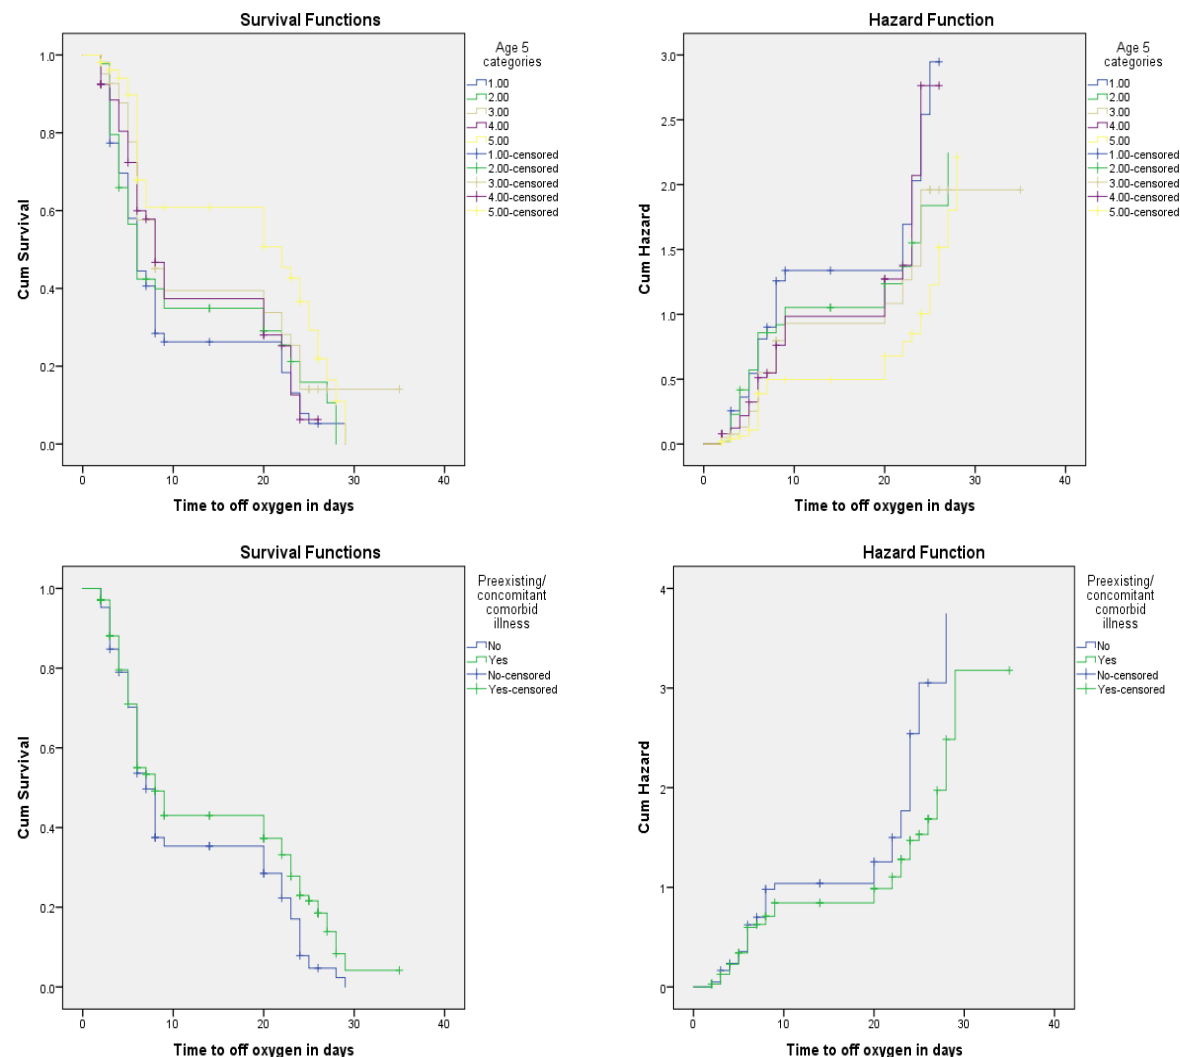 Survival Functions
Cum Survival
1.0
0.8
0.6
0.4
0.2
0.0
0 10 20 30 40
Time to off oxygen in days
Age 5
categories
1.00
2.00
3.00
4.00
5.00
1.00-censored
2.00-censored
3.00-censored
4.00-censored
5.00-censored
Hazard Function
Cum Hazard
3.0
2.5
2.0
1.5
1.0
0.5
0.0
0 10 20 30 40
Time to off oxygen in days
Age 5
categories
1.00
2.00
3.00
4.00
5.00
1.00-censored
2.00-censored
3.00-censored
4.00-censored
5.00-censored
Survival Functions
Cum Survival
1.0
0.8
0.6
0.4
0.2
0.0
0 10 20 30 40
Time to off oxygen in days
Preexisting/
concomitant
comorbid
illness
No
Yes
No-censored
Yes-censored
Hazard Function
Cum Hazard
4
3
2
1
0
0 10 20 30 40
Time to off oxygen in days
Preexisting/
concomitant
comorbid
illness
No
Yes
No-censored
Yes-censored